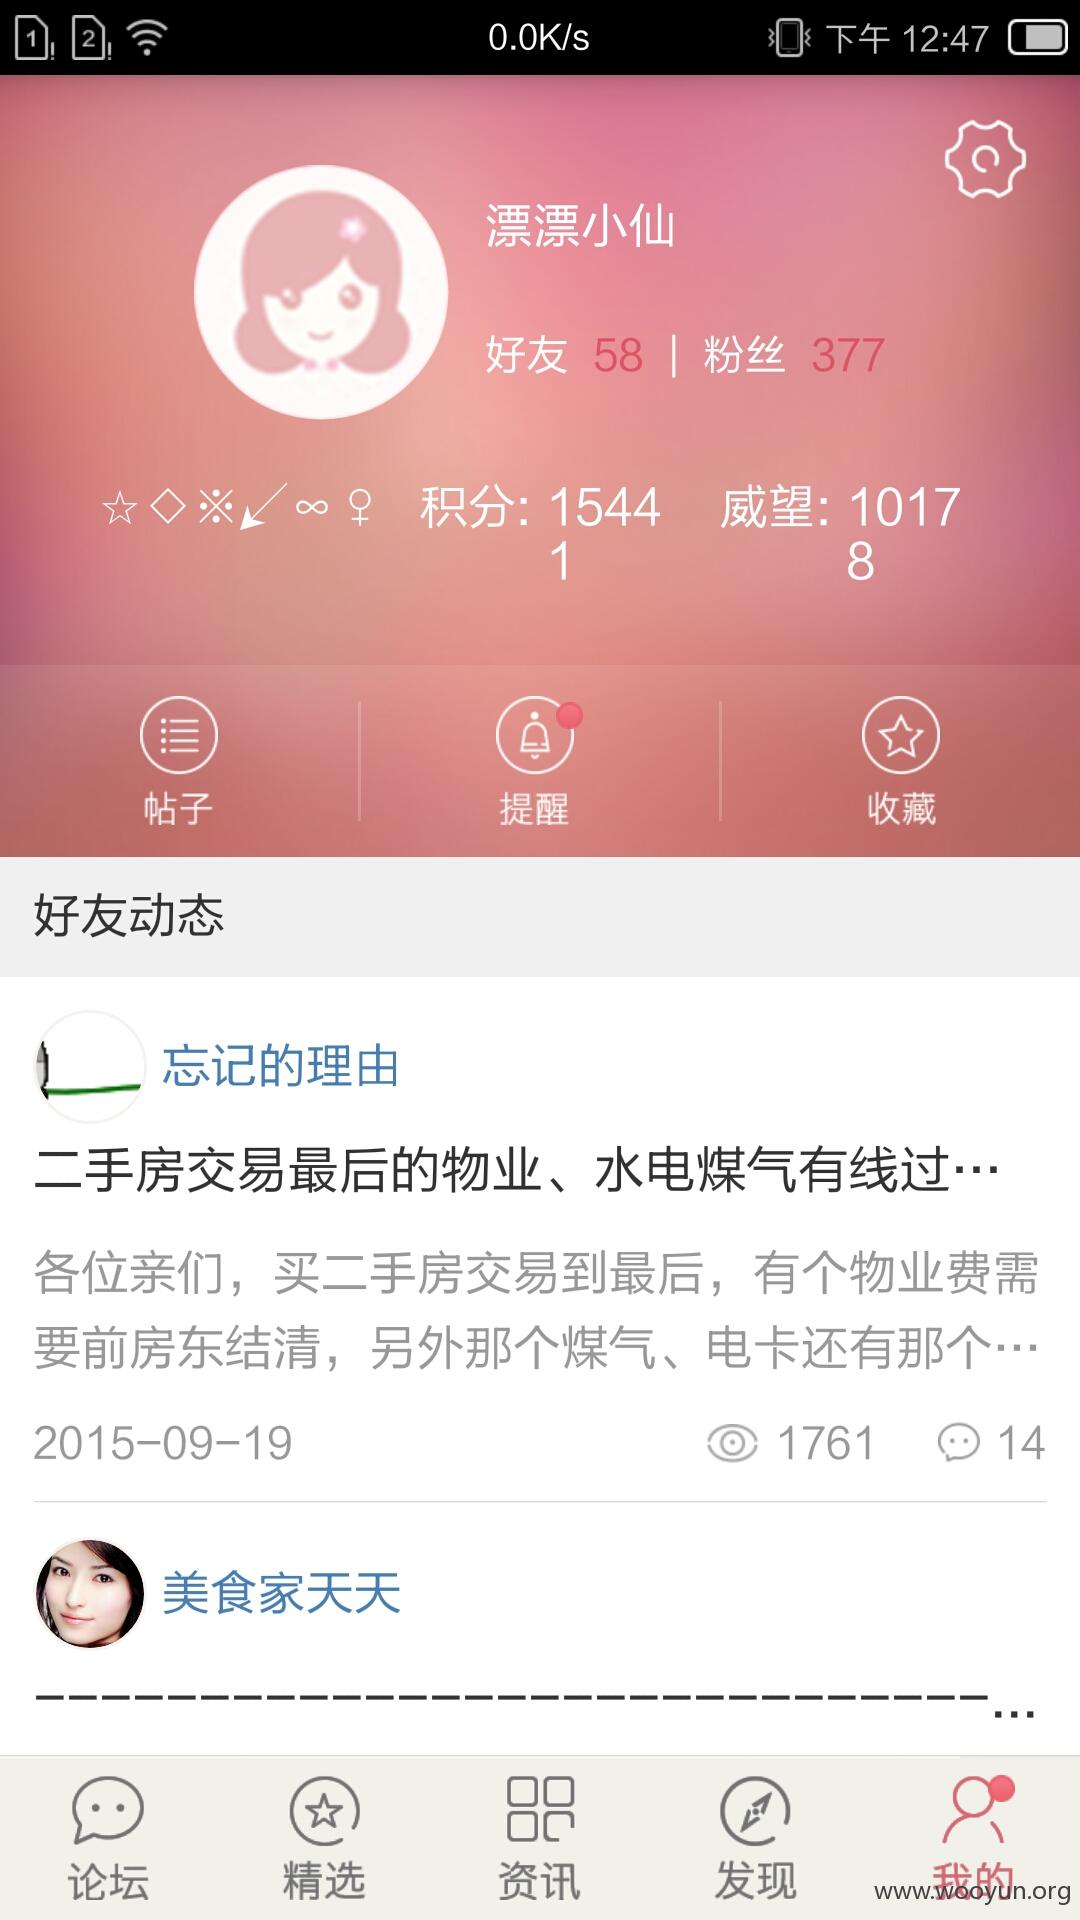 1 2 0.0K/s 下午 12:47
漂漂小仙
好友 58 | 粉丝 377
☆◇※↙∞♀ 积分: 15441 威望: 10178
帖子 提醒 收藏
好友动态
忘记的理由
二手房交易最后的物业、水电煤气有线过…
各位亲们，买二手房交易到最后，有个物业费需
要前房东结清，另外那个煤气、电卡还有那个…
2015-09-19 1761 14
美食家天天
-----------------------------...
论坛 精选 资讯 发现 我的
www.wooyun.org